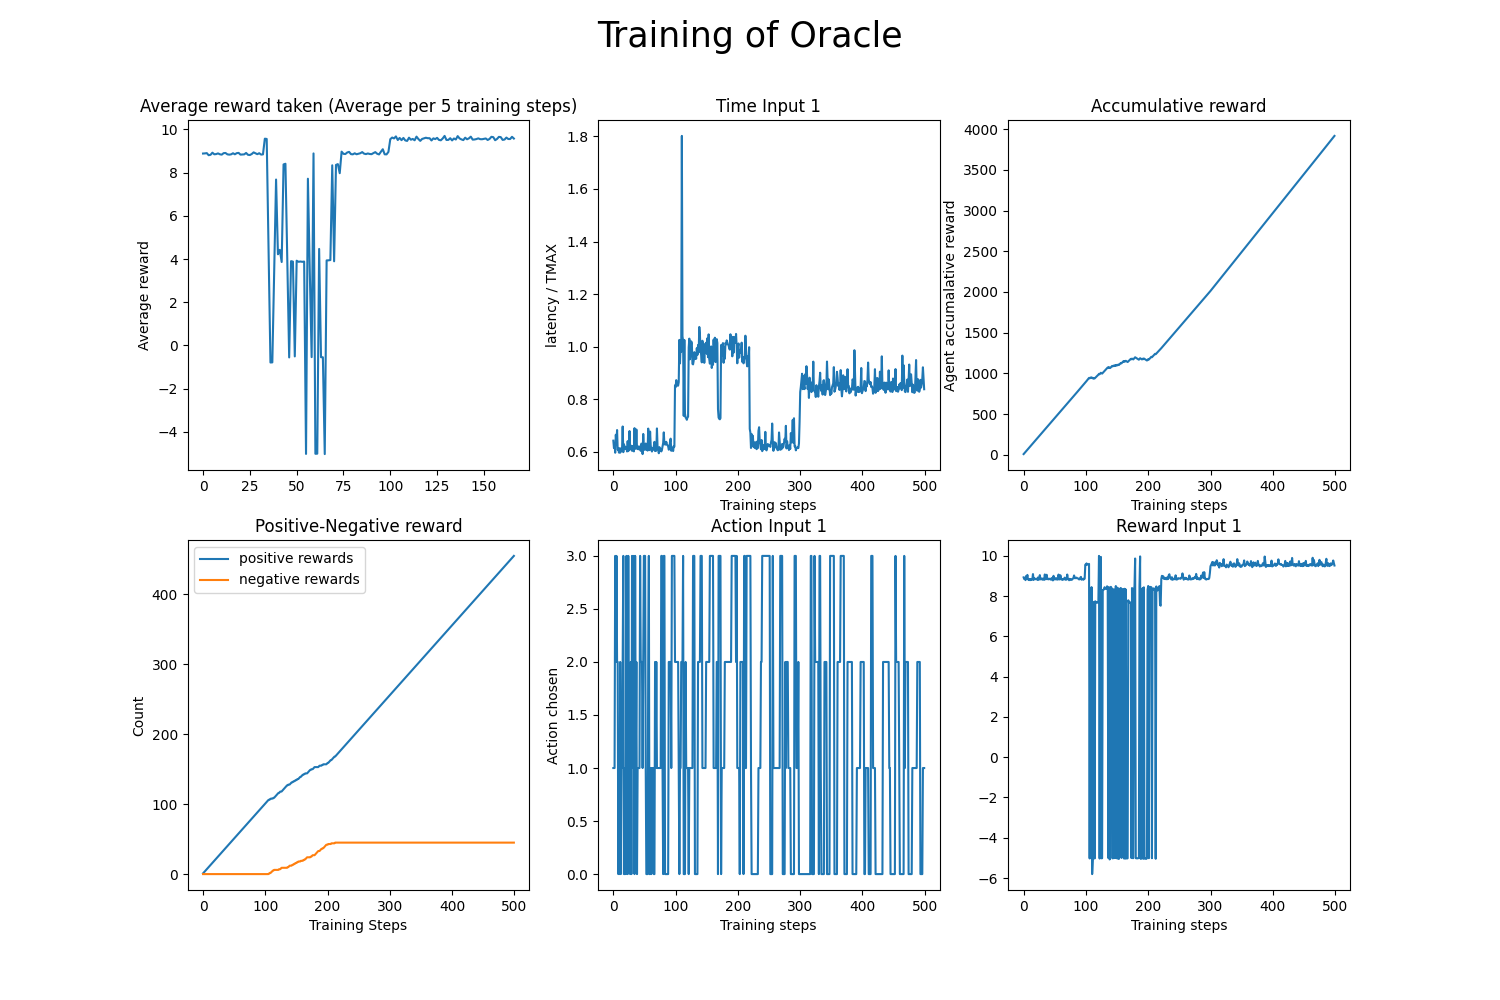 Training of Oracle
Average reward taken (Average per 5 training steps)
Average reward
10
8
6
4
2
0
−2
−4
0 25 50 75 100 125 150
Time Input 1
latency / TMAX
1.8
1.6
1.4
1.2
1.0
0.8
0.6
0 100 200 300 400 500
Training steps
Accumulative reward
Agent accumalative reward
4000
3500
3000
2500
2000
1500
1000
500
0
0 100 200 300 400 500
Training steps
Positive-Negative reward
positive rewards
negative rewards
Count
400
300
200
100
0
0 100 200 300 400 500
Training Steps
Action Input 1
Action chosen
3.0
2.5
2.0
1.5
1.0
0.5
0.0
0 100 200 300 400 500
Training steps
Reward Input 1
10
8
6
4
2
0
−2
−4
−6
0 100 200 300 400 500
Training steps